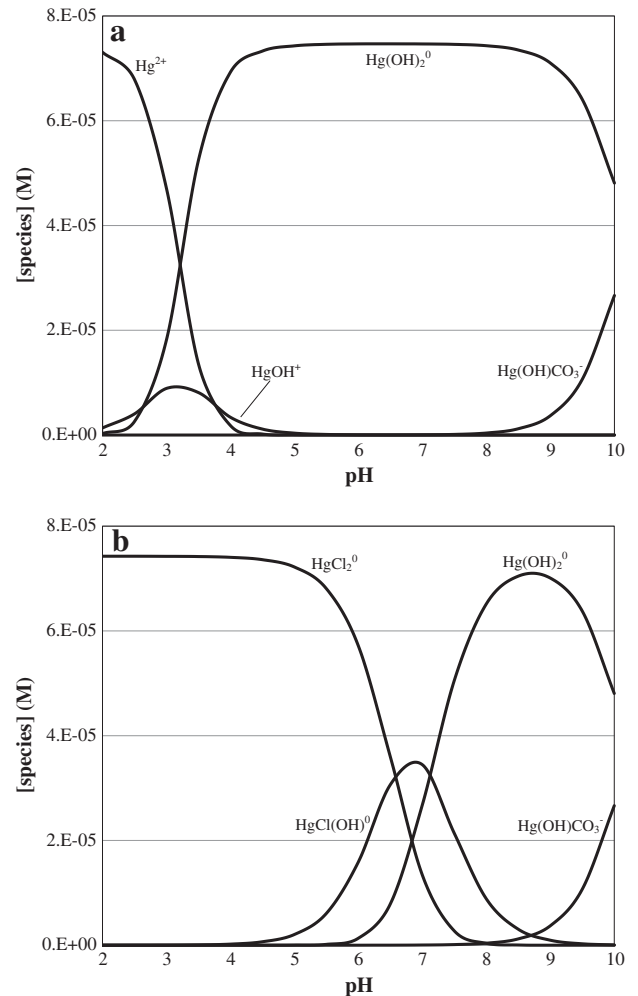 a
8.E-05
6.E-05
4.E-05
2.E-05
0.E+00
[species] (M)
Hg²⁺
Hg(OH)₂⁰
HgOH⁺
Hg(OH)CO₃⁻
2 3 4 5 6 7 8 9 10
pH
b
8.E-05
6.E-05
4.E-05
2.E-05
0.E+00
[species] (M)
HgCl₂⁰
Hg(OH)₂⁰
HgCl(OH)⁰
Hg(OH)CO₃⁻
2 3 4 5 6 7 8 9 10
pH